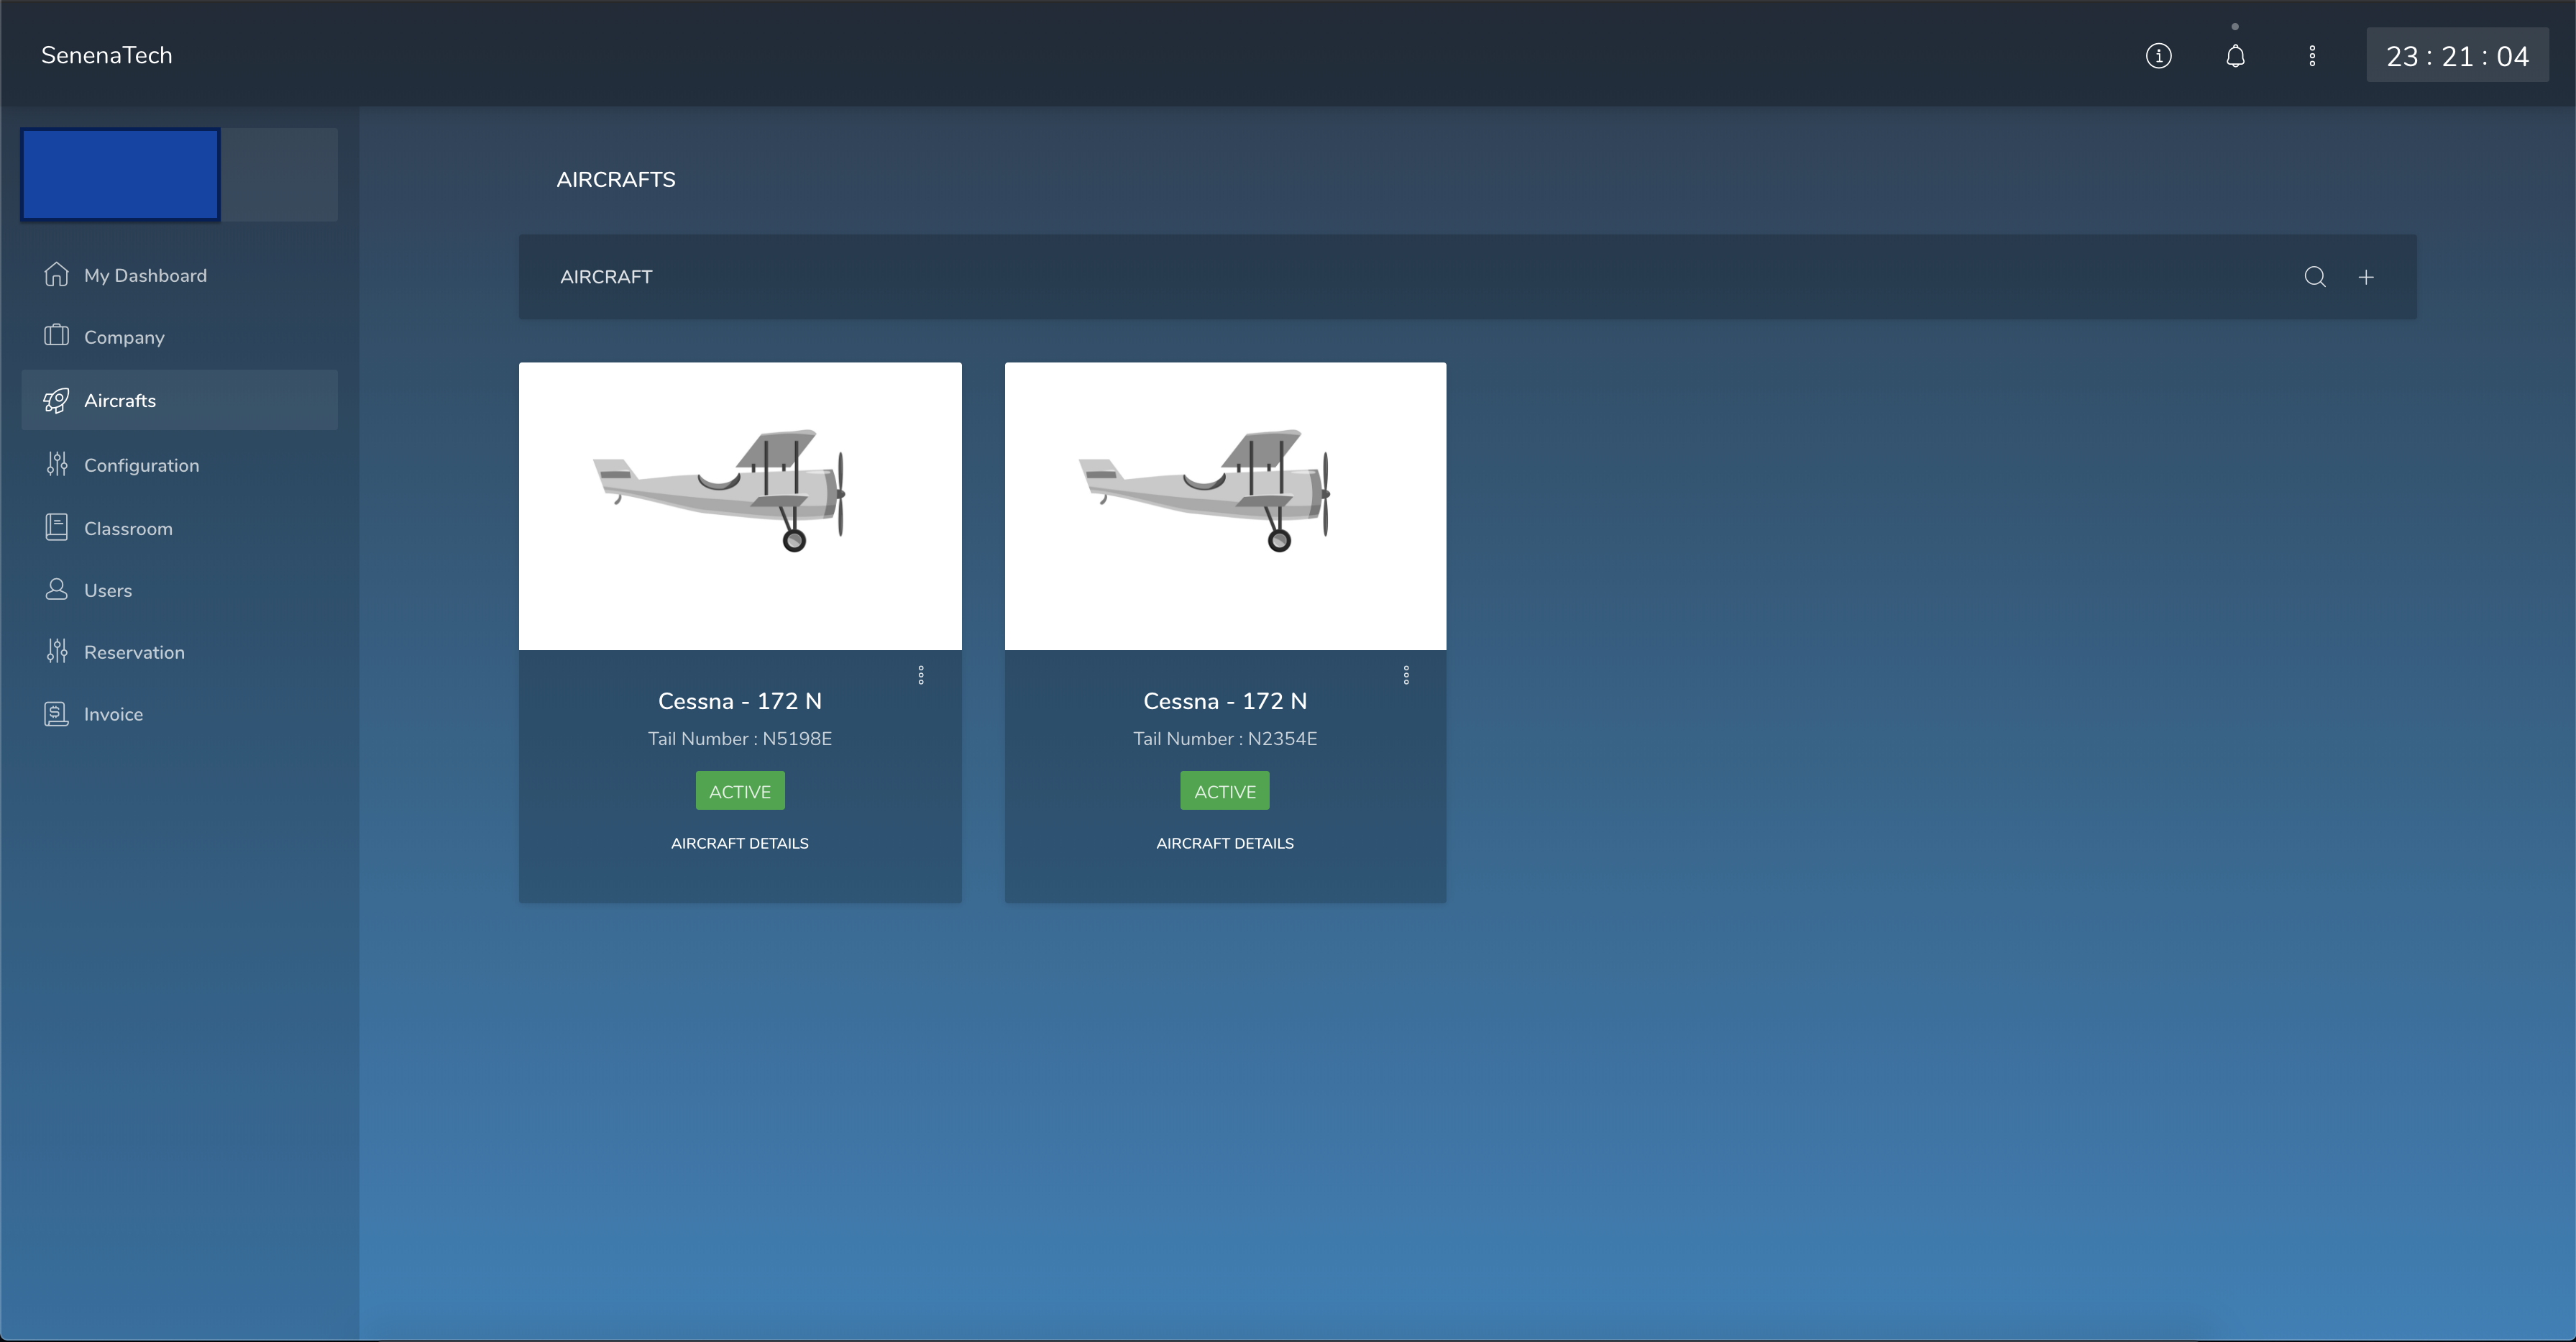 SenenaTech
23 : 21 : 04
My Dashboard
Company
Aircrafts
Configuration
Classroom
Users
Reservation
Invoice
AIRCRAFTS
AIRCRAFT
Cessna - 172 N
Tail Number : N5198E
ACTIVE
AIRCRAFT DETAILS
Cessna - 172 N
Tail Number : N2354E
ACTIVE
AIRCRAFT DETAILS